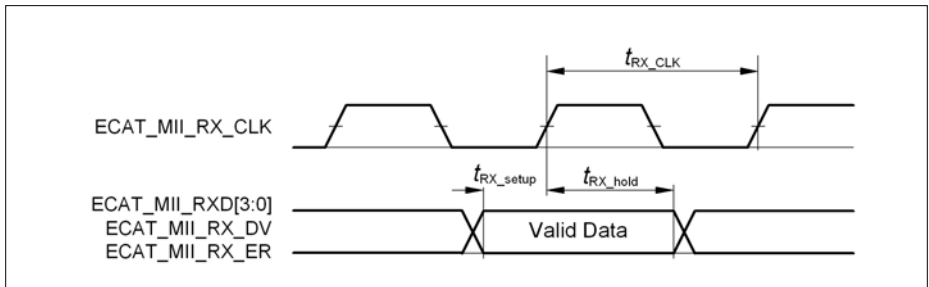 tRX_CLK
ECAT_MII_RX_CLK
tRX_setup tRX_hold
ECAT_MII_RXD[3:0]
ECAT_MII_RX_DV Valid Data
ECAT_MII_RX_ER